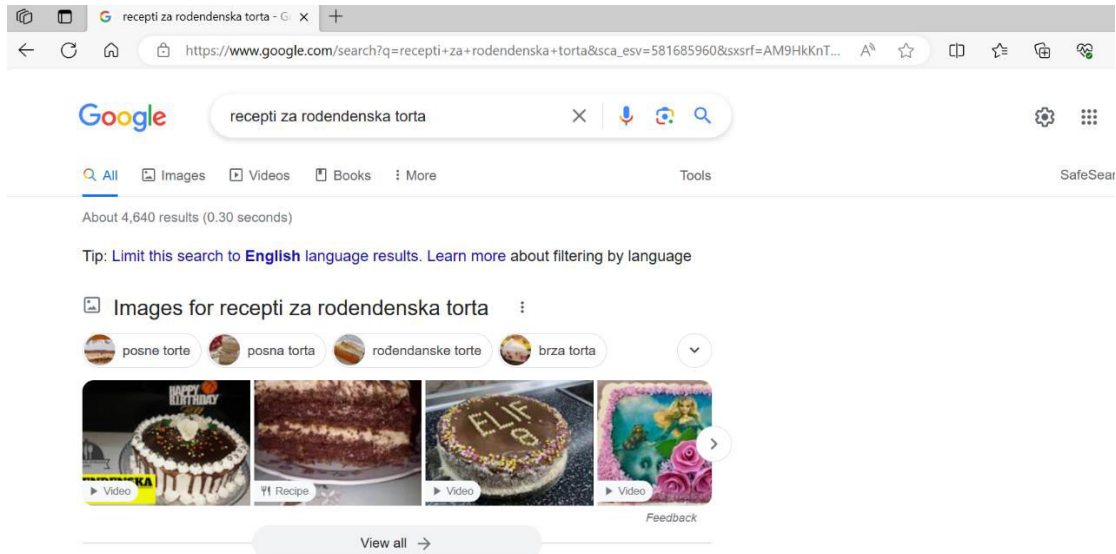 recepti za rodendenska torta - G
https://www.google.com/search?q=recepti+za+rodendenska+torta&sca_esv=581685960&sxsrf=AM9HkKnT...
Google
recepti za rodendenska torta
All Images Videos Books More Tools SafeSear
About 4,640 results (0.30 seconds)
Tip: Limit this search to English language results. Learn more about filtering by language
Images for recepti za rodendenska torta
posne torte posna torta rođendanske torte brza torta
HAPPY
BIRTHDAY
ELIF
8
ENDENSKA
Video Recipe Video Video
Feedback
View all →